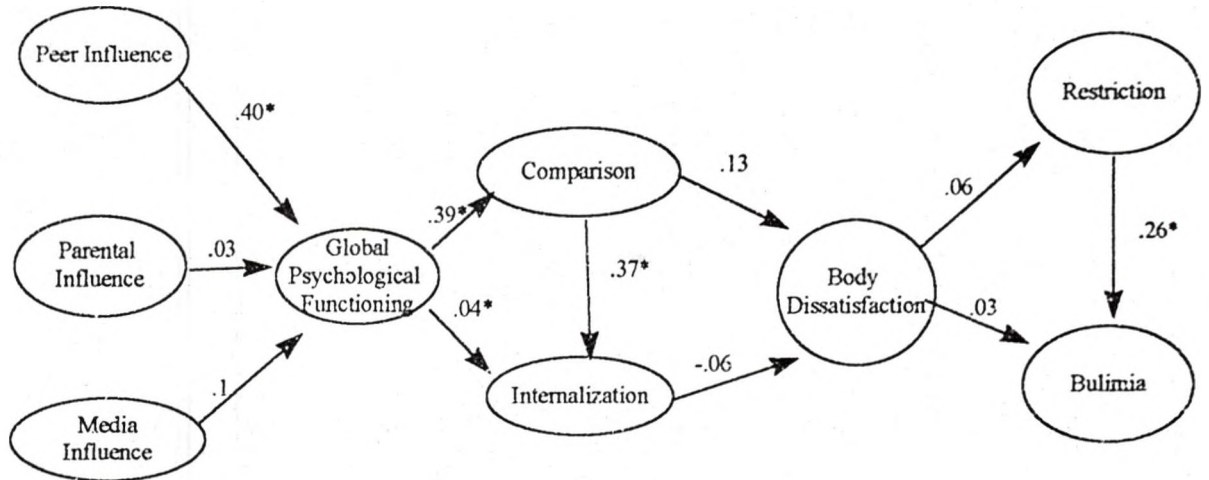 Peer Influence
.40*
Parental
Influence
.03
Media
Influence
.1
Global
Psychological
Functioning
.39*
.04*
Comparison
.37*
Internalization
.13
-.06
Body
Dissatisfaction
.06
.03
Restriction
.26*
Bulimia